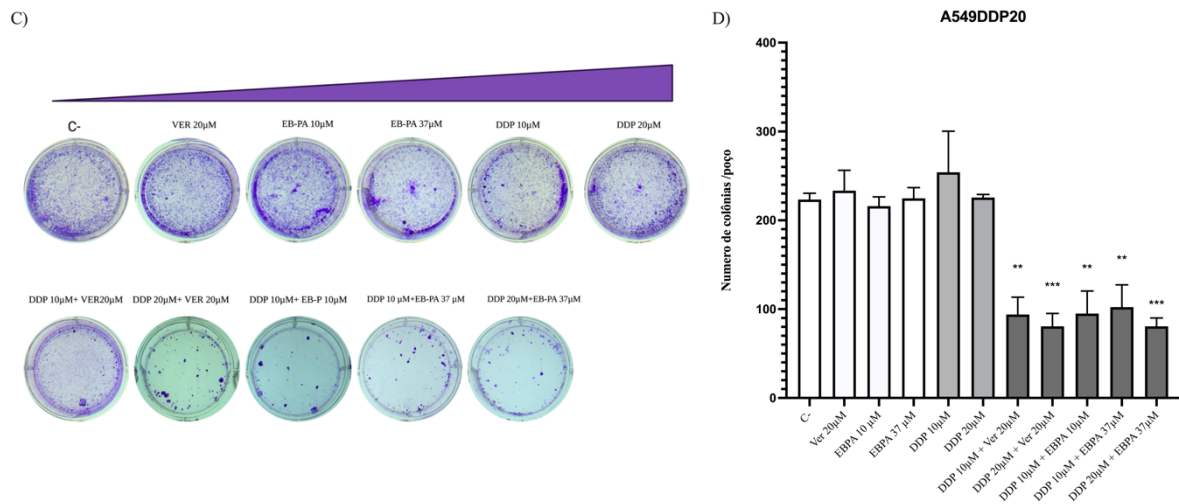 C)
C-
VER 20µM
EB-PA 10µM
EB-PA 37µM
DDP 10µM
DDP 20µM
DDP 10µM+ VER20µM
DDP 20µM+ VER 20µM
DDP 10µM+ EB-P 10µM
DDP 10 µM+EB-PA 37 µM
DDP 20µM+EB-PA 37µM
D)
A549DDP20
Numero de colônias /poço
400
300
200
100
0
**
***
**
**
***
C-
Ver 20µM
EBPA 10 µM
EBPA 37 µM
DDP 10µM
DDP 20µM
DDP 10µM + Ver 20µM
DDP 20µM + Ver 20µM
DDP 10µM + EBPA 10µM
DDP 10µM + EBPA 37µM
DDP 20µM + EBPA 37µM